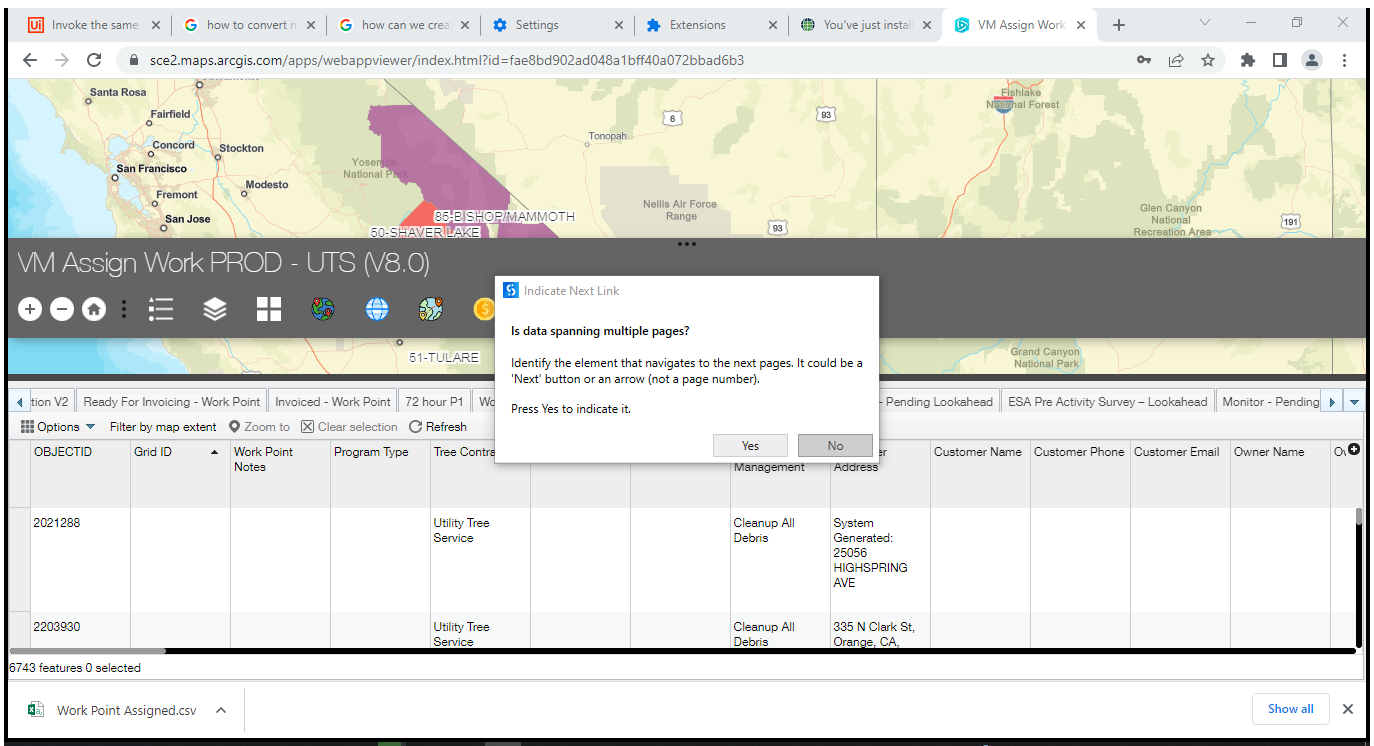 Invoke the same
how to convert n
how can we crea
Settings
Extensions
You've just install
VM Assign Work
sce2.maps.arcgis.com/apps/webappviewer/index.html?id=fae8bd902ad048a1bff40a072bbad6b3
Santa Rosa
Fairfield
Concord
Stockton
San Francisco
Modesto
Fremont
San Jose
Yosemite
National Park
Tonopah
6
93
Fishlake
National Forest
Nellis Air Force
Range
93
Glen Canyon
National
Recreation Area
191
85-BISHOP/MAMMOTH
50-SHAVER LAKE
VM Assign Work PROD - UTS (V8.0)
Indicate Next Link
Is data spanning multiple pages?
Identify the element that navigates to the next pages. It could be a
'Next' button or an arrow (not a page number).
Press Yes to indicate it.
Yes
No
51-TULARE
Grand Canyon
National Park
tion V2
Ready For Invoicing - Work Point
Invoiced - Work Point
72 hour P1
Wo
- Pending Lookahead
ESA Pre Activity Survey – Lookahead
Monitor - Pending
Options
Filter by map extent
Zoom to
Clear selection
Refresh
OBJECTID
Grid ID
Work Point
Notes
Program Type
Tree Contra
Management
er
Address
Customer Name
Customer Phone
Customer Email
Owner Name
2021288
Utility Tree
Service
Cleanup All
Debris
System
Generated:
25056
HIGHSPRING
AVE
2203930
Utility Tree
Service
Cleanup All
Debris
335 N Clark St,
Orange, CA,
6743 features 0 selected
Work Point Assigned.csv
Show all